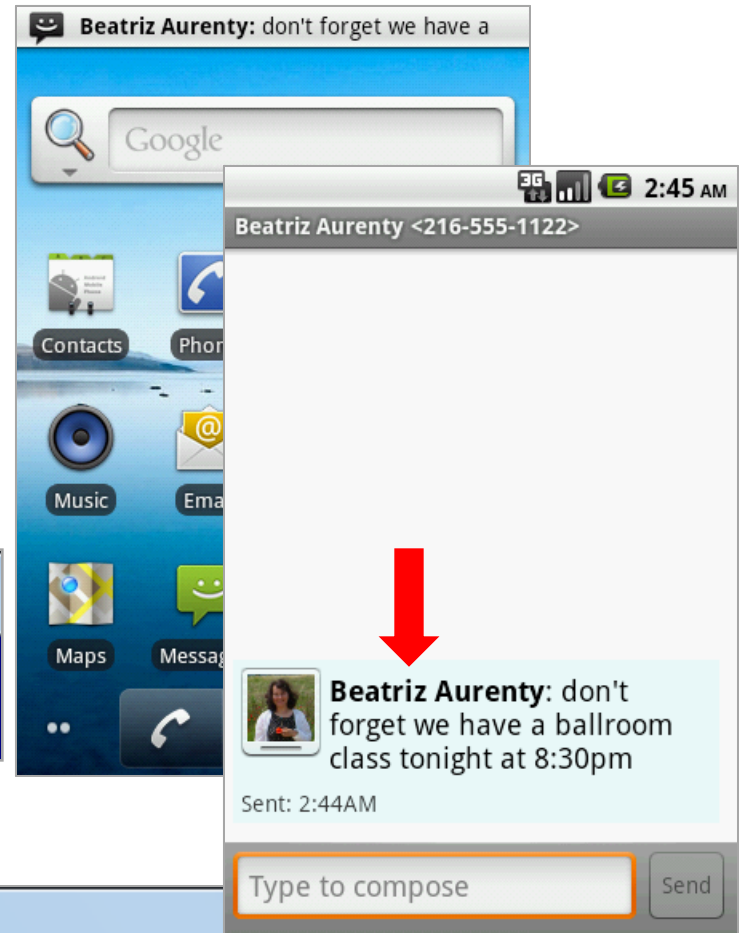 Beatriz Aurenty: don't forget we have a
Google
3G
2:45 AM
Beatriz Aurenty <216-555-1122>
Contacts
Phon
Music
Ema
Maps
Messag
Beatriz Aurenty: don't
forget we have a ballroom
class tonight at 8:30pm
Sent: 2:44AM
Type to compose
Send